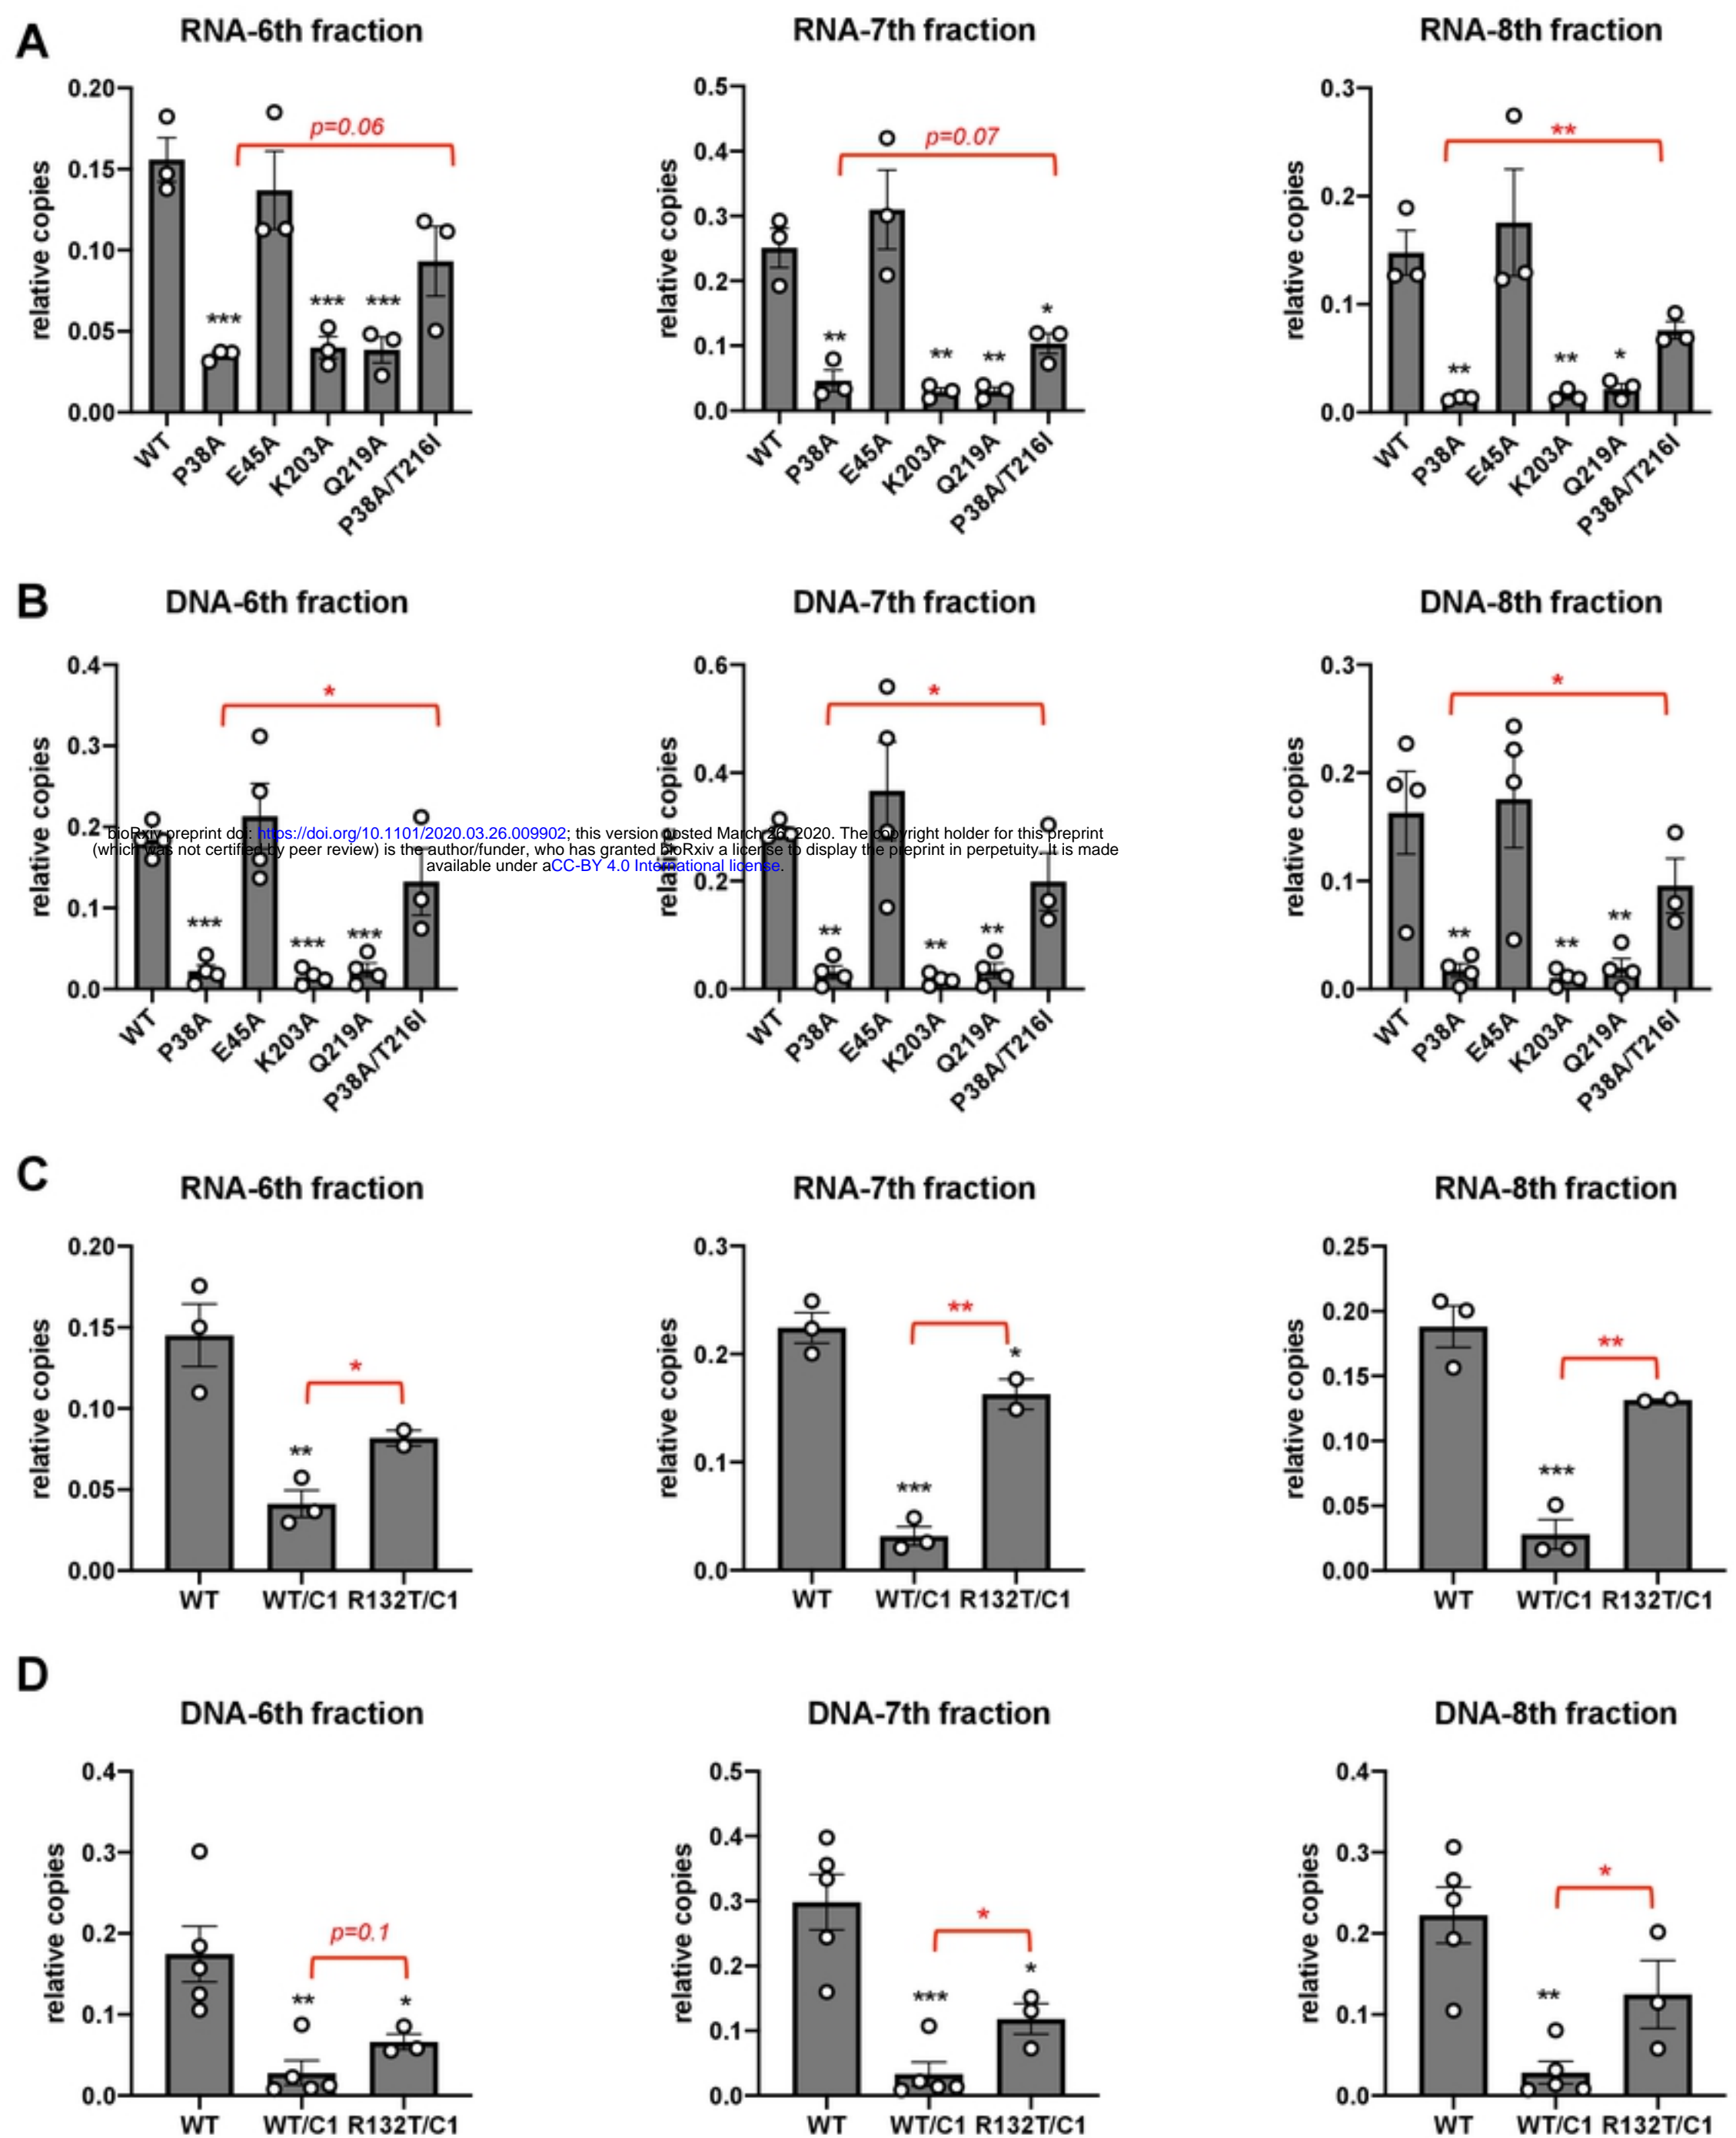 A
RNA-6th fraction
RNA-7th fraction
RNA-8th fraction
relative copies
0.20
0.15
0.10
0.05
0.00
p=0.06
***
***
***
WT
P38A
E45A
K203A
Q219A
P38A/T216I
relative copies
0.5
0.4
0.3
0.2
0.1
0.0
p=0.07
**
**
**
*
WT
P38A
E45A
K203A
Q219A
P38A/T216I
relative copies
0.3
0.2
0.1
0.0
**
**
**
*
WT
P38A
E45A
K203A
Q219A
P38A/T216I
B
DNA-6th fraction
DNA-7th fraction
DNA-8th fraction
relative copies
0.4
0.3
0.2
0.1
0.0
*
***
***
***
WT
P38A
E45A
K203A
Q219A
P38A/T216I
relative copies
0.6
0.4
0.2
0.0
*
**
**
**
WT
P38A
E45A
K203A
Q219A
P38A/T216I
relative copies
0.3
0.2
0.1
0.0
*
**
**
**
WT
P38A
E45A
K203A
Q219A
P38A/T216I
bioRxiv preprint doi: https://doi.org/10.1101/2020.03.26.009902; this version posted March 26, 2020. The copyright holder for this preprint
(which was not certified by peer review) is the author/funder, who has granted bioRxiv a license to display the preprint in perpetuity. It is made
available under aCC-BY 4.0 International license.
C
RNA-6th fraction
RNA-7th fraction
RNA-8th fraction
relative copies
0.20
0.15
0.10
0.05
0.00
*
**
WT
WT/C1
R132T/C1
relative copies
0.3
0.2
0.1
0.0
**
*
***
WT
WT/C1
R132T/C1
relative copies
0.25
0.20
0.15
0.10
0.05
0.00
**
***
WT
WT/C1
R132T/C1
D
DNA-6th fraction
DNA-7th fraction
DNA-8th fraction
relative copies
0.4
0.3
0.2
0.1
0.0
p=0.1
**
*
WT
WT/C1
R132T/C1
relative copies
0.5
0.4
0.3
0.2
0.1
0.0
*
***
*
WT
WT/C1
R132T/C1
relative copies
0.4
0.3
0.2
0.1
0.0
*
**
WT
WT/C1
R132T/C1